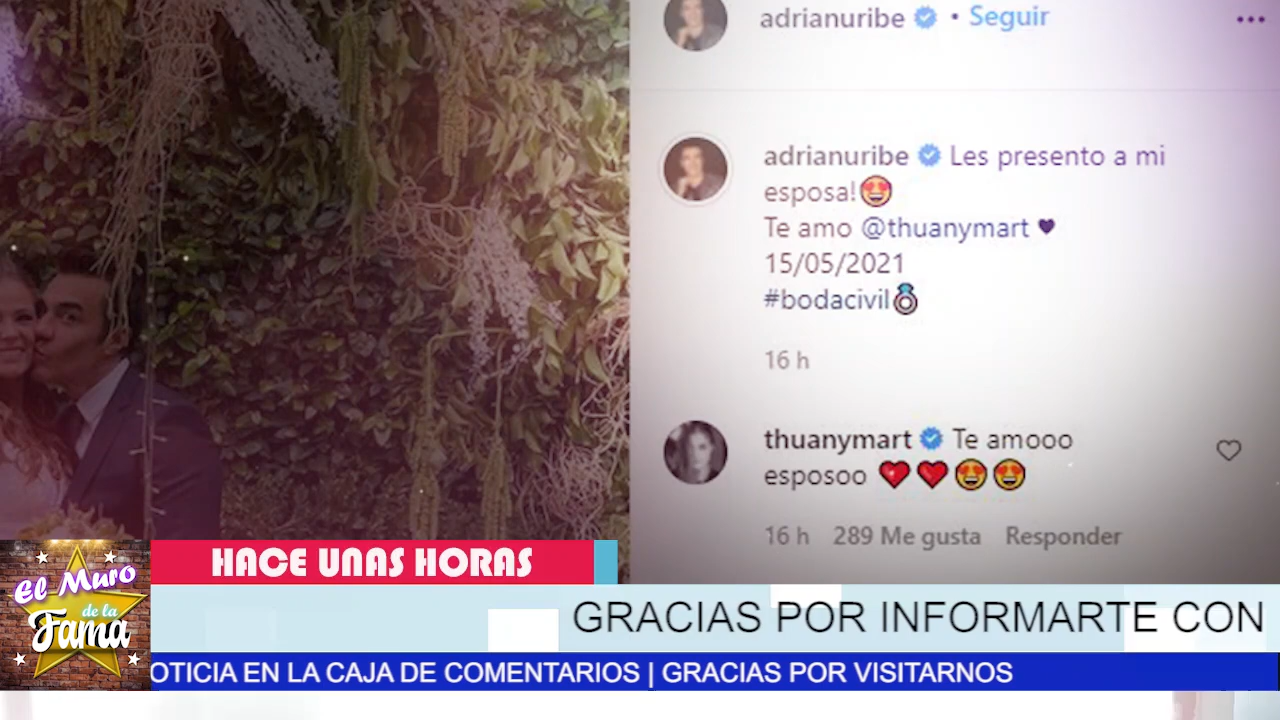 adrianuribe • Seguir
adrianuribe Les presento a mi
esposa!😍
Te amo @thuanymart 🖤
15/05/2021
#bodacivil💍
16 h
thuanymart Te amooo
esposoo ❤️❤️😍😍
16 h 289 Me gusta Responder
HACE UNAS HORAS
El Muro
de la
Fama
GRACIAS POR INFORMARTE CON
OTICIA EN LA CAJA DE COMENTARIOS | GRACIAS POR VISITARNOS